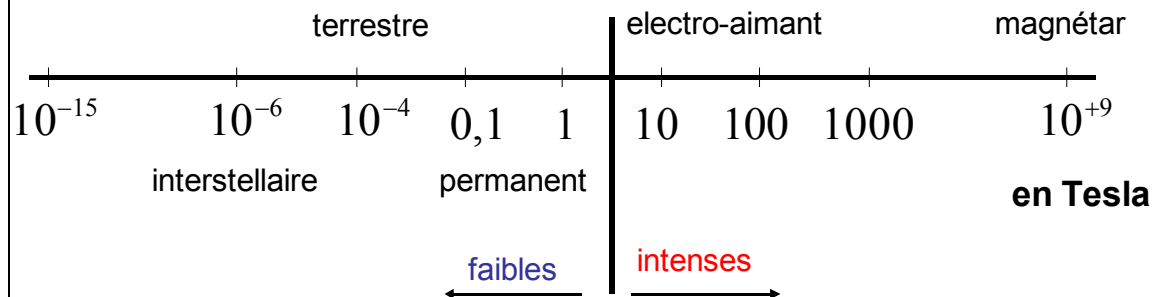 terrestre electro-aimant magnétar
10⁻¹⁵ 10⁻⁶ 10⁻⁴ 0,1 1 10 100 1000 10⁺⁹
interstellaire permanent
en Tesla
faibles intenses